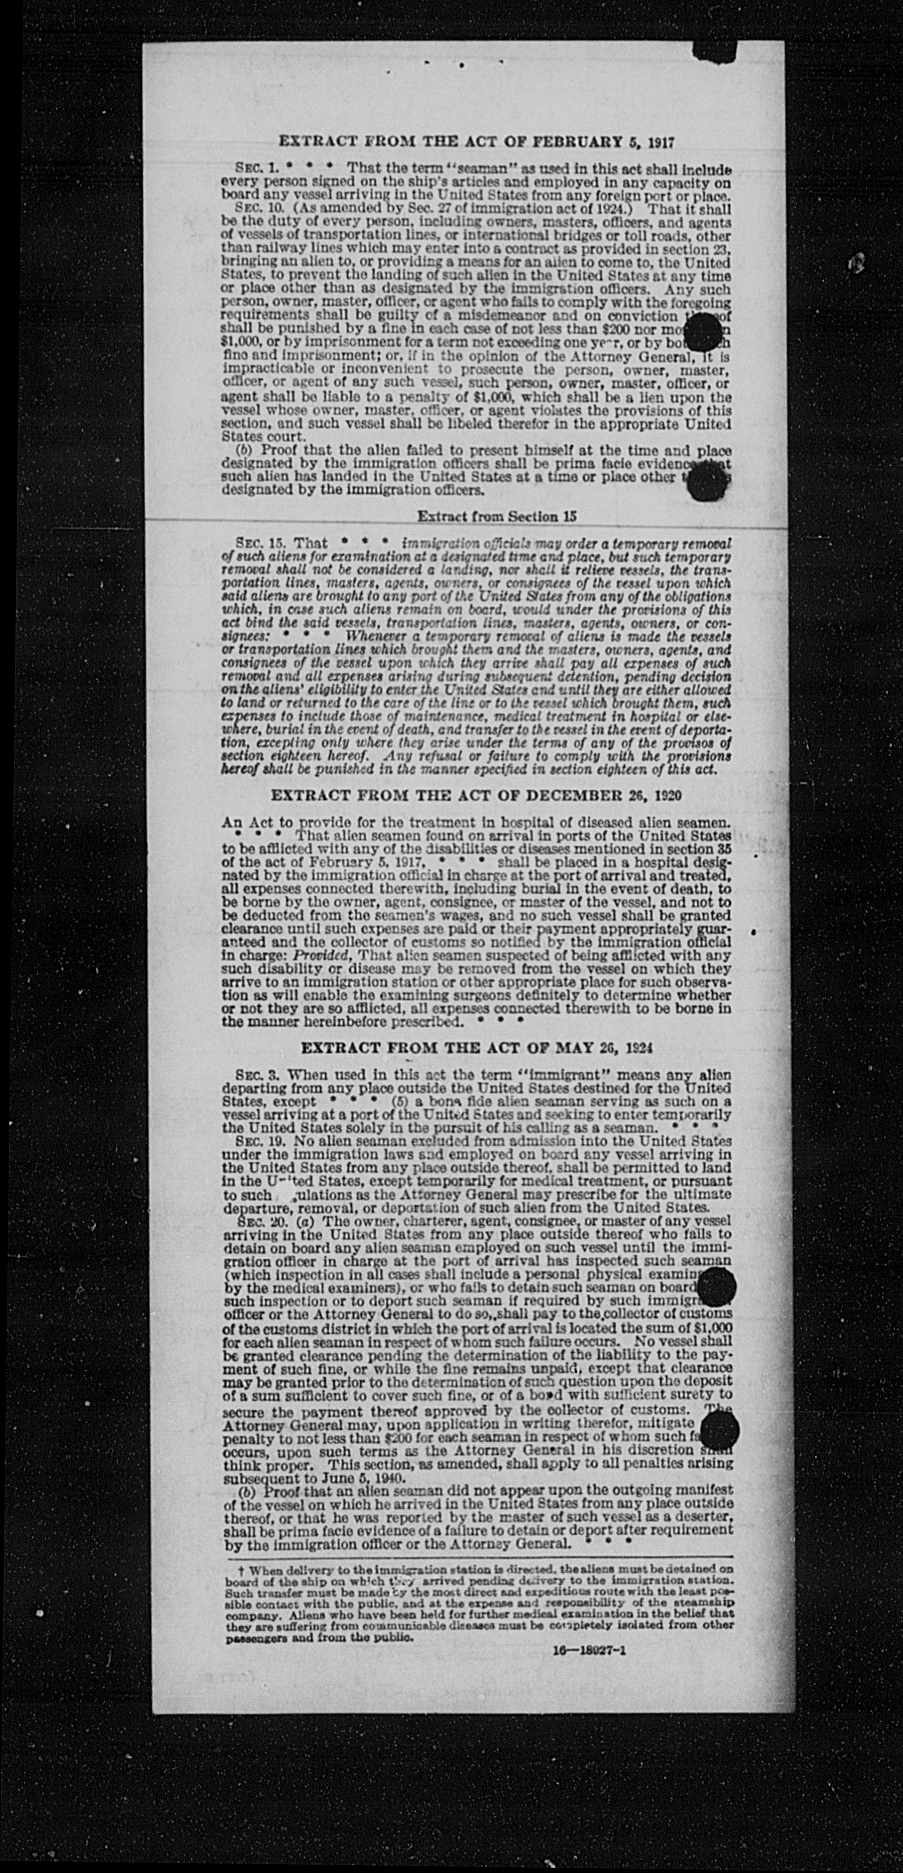 EXTRACT FROM THE ACT OF FEBRUARY 5, 1917
SEC. 1. * * * That the term "seaman" as used in this act shall include
every person signed on the ship's articles and employed in any capacity on
board any vessel arriving in the United States from any foreign port or place.
SEC. 10. (As amended by Sec. 27 of immigration act of 1924.) That it shall
be the duty of every person, including owners, masters, officers, and agents
of vessels of transportation lines, or international bridges or toll roads, other
than railway lines which may enter into a contract as provided in section 23,
bringing an alien to, or providing a means for an alien to come to, the United
States, to prevent the landing of such alien in the United States at any time
or place other than as designated by the immigration officers. Any such
person, owner, master, officer, or agent who fails to comply with the foregoing
requirements shall be guilty of a misdemeanor and on conviction
shall be punished by a fine in each case of not less than $200 nor
$1,000, or by imprisonment for a term not exceeding one year, or by
fine and imprisonment; or, if in the opinion of the Attorney General, it is
impracticable or inconvenient to prosecute the person, owner, master,
officer, or agent of any such vessel, such person, owner, master, officer, or
agent shall be liable to a penalty of $1,000, which shall be a lien upon the
vessel whose owner, master, officer, or agent violates the provisions of this
section, and such vessel shall be libeled therefor in the appropriate United
States court.
(b) Proof that the alien failed to present himself at the time and place
designated by the immigration officers shall be prima facie evidence that
such alien has landed in the United States at a time or place other
designated by the immigration officers.
Extract from Section 15
SEC. 15. That * * * immigration officials may order a temporary removal
of such aliens for examination at a designated time and place, but such temporary
removal shall not be considered a landing, nor shall it relieve vessels, the trans-
portation lines, masters, agents, owners, or consignees of the vessel upon which
said aliens are brought to any port of the United States from any of the obligations
which, in case such aliens remain on board, would under the provisions of this
act bind the said vessels, transportation lines, masters, agents, owners, or con-
signees: * * * Whenever a temporary removal of aliens is made the vessels
or transportation lines which brought them and the masters, owners, agents, and
consignees of the vessel upon which they arrive shall pay all expenses of such
removal and all expenses arising during subsequent detention, pending decision
on the aliens' eligibility to enter the United States and until they are either allowed
to land or returned to the care of the line or to the vessel which brought them, such
expenses to include those of maintenance, medical treatment in hospital or else-
where, burial in the event of death, and transfer to the vessel in the event of deporta-
tion, excepting only where they arise under the terms of any of the provisos of
section eighteen hereof. Any refusal or failure to comply with the provisions
hereof shall be punished in the manner specified in section eighteen of this act.
EXTRACT FROM THE ACT OF DECEMBER 26, 1920
An Act to provide for the treatment in hospital of diseased alien seamen.
* * * That alien seamen found on arrival in ports of the United States
to be afflicted with any of the disabilities or diseases mentioned in section 35
of the act of February 5, 1917, * * * shall be placed in a hospital desig-
nated by the immigration official in charge at the port of arrival and treated,
all expenses connected therewith, including burial in the event of death, to
be borne by the owner, agent, consignee, or master of the vessel, and not to
be deducted from the seamen's wages, and no such vessel shall be granted
clearance until such expenses are paid or their payment appropriately guar-
anteed and the collector of customs so notified by the immigration official
in charge: Provided, That alien seamen suspected of being afflicted with any
such disability or disease may be removed from the vessel on which they
arrive to an immigration station or other appropriate place for such observa-
tion as will enable the examining surgeons definitely to determine whether
or not they are so afflicted, all expenses connected therewith to be borne in
the manner hereinbefore prescribed. * * *
EXTRACT FROM THE ACT OF MAY 26, 1924
SEC. 3. When used in this act the term "immigrant" means any alien
departing from any place outside the United States destined for the United
States, except * * * (5) a bona fide alien seaman serving as such on a
vessel arriving at a port of the United States and seeking to enter temporarily
the United States solely in the pursuit of his calling as a seaman. * * *
SEC. 19. No alien seaman excluded from admission into the United States
under the immigration laws and employed on board any vessel arriving in
the United States from any place outside thereof, shall be permitted to land
in the United States, except temporarily for medical treatment, or pursuant
to such ulations as the Attorney General may prescribe for the ultimate
departure, removal, or deportation of such alien from the United States.
SEC. 20. (a) The owner, charterer, agent, consignee, or master of any vessel
arriving in the United States from any place outside thereof who fails to
detain on board any alien seaman employed on such vessel until the immi-
gration officer in charge at the port of arrival has inspected such seaman
(which inspection in all cases shall include a personal physical
by the medical examiners), or who fails to detain such seaman on board
such inspection or to deport such seaman if required by such
officer or the Attorney General to do so, shall pay to the collector of customs
of the customs district in which the port of arrival is located the sum of $1,000
for each alien seaman in respect of whom such failure occurs. No vessel shall
be granted clearance pending the determination of the liability to the pay-
ment of such fine, or while the fine remains unpaid, except that clearance
may be granted prior to the determination of such question upon the deposit
of a sum sufficient to cover such fine, or of a bond with sufficient surety to
secure the payment thereof approved by the collector of customs. The
Attorney General may, upon application in writing therefor, mitigate
penalty to not less than $200 for each seaman in respect of whom such
occurs, upon such terms as the Attorney General in his discretion shall
think proper. This section, as amended, shall apply to all penalties arising
subsequent to June 5, 1940.
(b) Proof that an alien seaman did not appear upon the outgoing manifest
of the vessel on which he arrived in the United States from any place outside
thereof, or that he was reported by the master of such vessel as a deserter,
shall be prima facie evidence of a failure to detain or deport after requirement
by the immigration officer or the Attorney General. * * *
† When delivery to the immigration station is directed, the aliens must be detained on
board of the ship on which they arrived pending delivery to the immigration station.
Such transfer must be made by the most direct and expeditious route with the least pos-
sible contact with the public, and at the expense and responsibility of the steamship
company. Aliens who have been held for further medical examination in the belief that
they are suffering from communicable diseases must be completely isolated from other
passengers and from the public.
16—18927-1